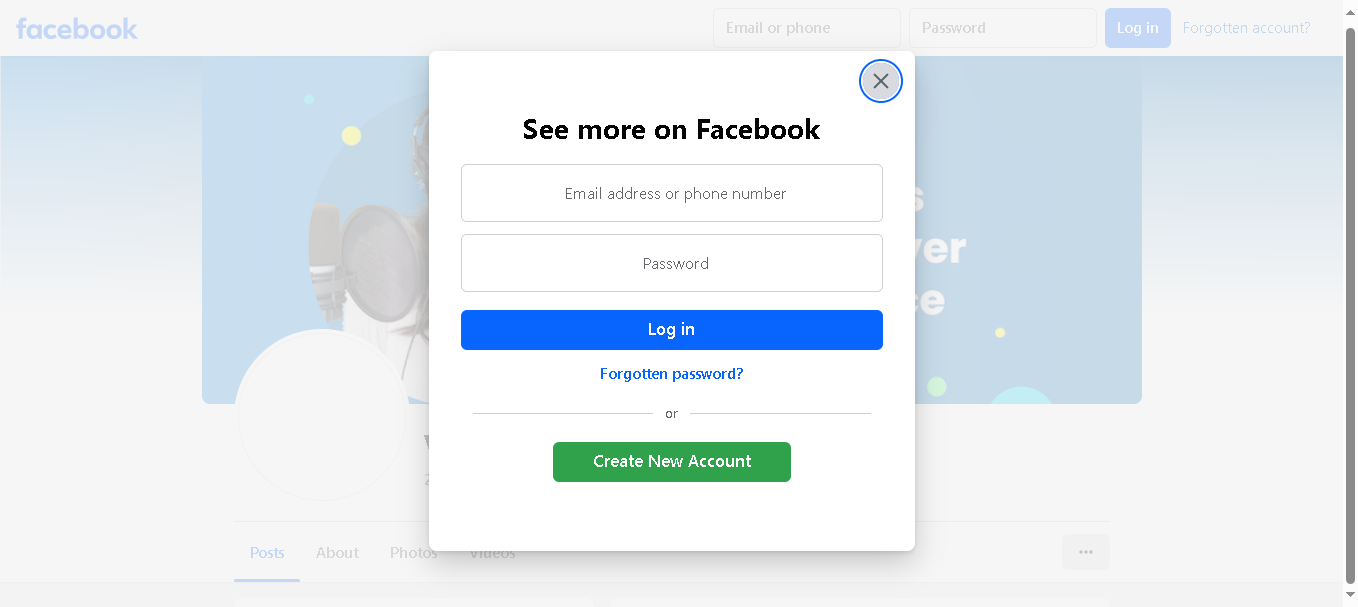 facebook
Email or phone
Password
Log in
Forgotten account?
See more on Facebook
Email address or phone number
Password
Log in
Forgotten password?
or
Create New Account
Posts
About
Photos
Videos